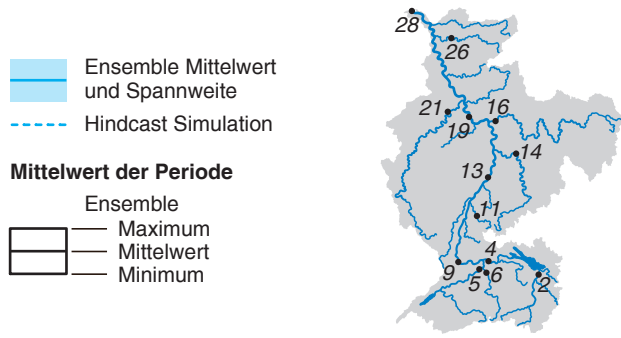 Ensemble Mittelwert
und Spannweite
Hindcast Simulation
Mittelwert der Periode
Ensemble
Maximum
Mittelwert
Minimum
28
26
21
19
16
14
13
11
9
4
5
6
2